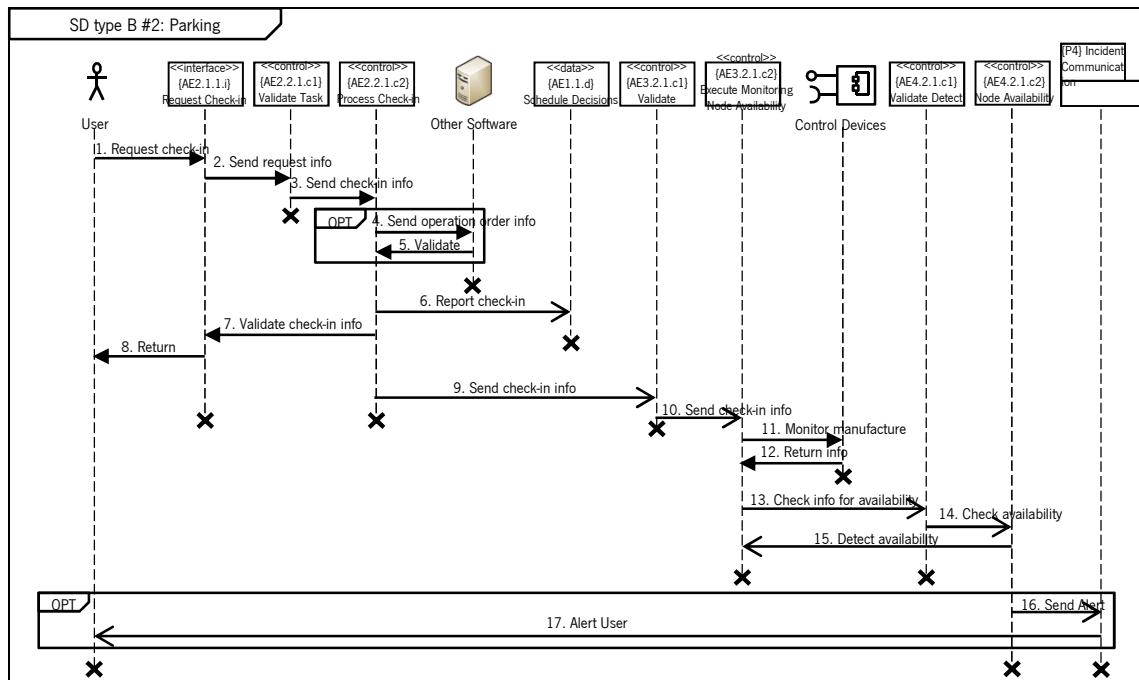 SD type B #2: Parking
<<interface>>
{AE2.1.1.i}
Request Check-in
<<control>>
{AE2.2.1.c1}
Validate Task
<<control>>
{AE2.2.1.c2}
Process Check-in
<<data>>
{AE1.1.d}
Schedule Decisions
<<control>>
{AE3.2.1.c1}
Validate
<<control>>
{AE3.2.1.c2}
Execute Monitoring
Node Availability
<<control>>
{AE4.2.1.c1}
Validate Detect
<<control>>
{AE4.2.1.c2}
Node Availability
{P4} Incident
Communicat
ion
User
Other Software
Control Devices
1. Request check-in
2. Send request info
3. Send check-in info
OPT
4. Send operation order info
5. Validate
6. Report check-in
7. Validate check-in info
8. Return
9. Send check-in info
10. Send check-in info
11. Monitor manufacture
12. Return info
13. Check info for availability
14. Check availability
15. Detect availability
OPT
16. Send Alert
17. Alert User